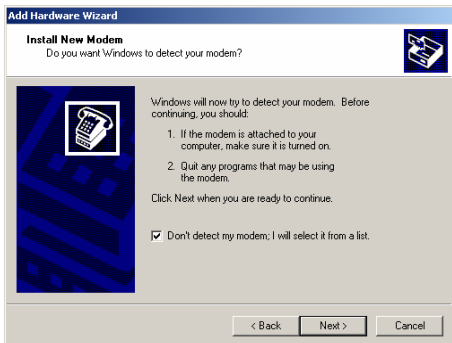 Add Hardware Wizard
Install New Modem
Do you want Windows to detect your modem?
Windows will now try to detect your modem. Before
continuing, you should:
1. If the modem is attached to your
computer, make sure it is turned on.
2. Quit any programs that may be using
the modem.
Click Next when you are ready to continue.
Don't detect my modem; I will select it from a list.
< Back Next > Cancel